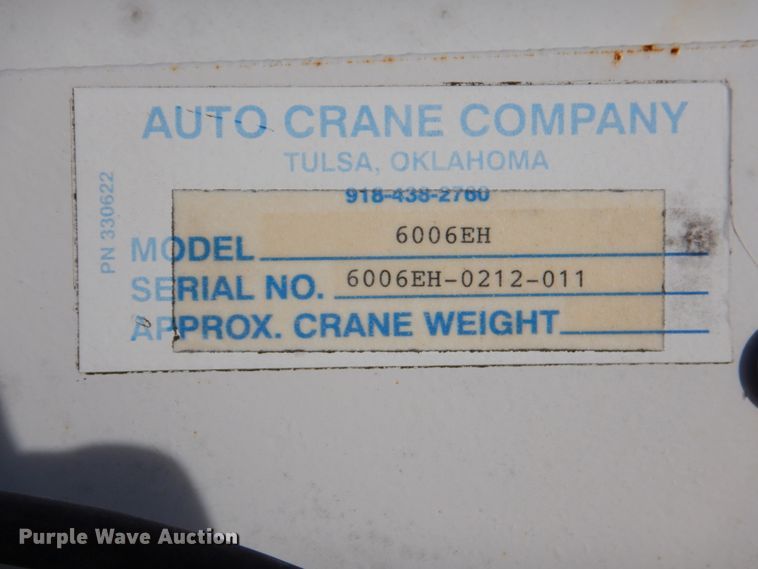 AUTO CRANE COMPANY
TULSA, OKLAHOMA
918-438-2760
PN 330622
MODEL 6006EH
SERIAL NO. 6006EH-0212-011
APPROX. CRANE WEIGHT
Purple Wave Auction